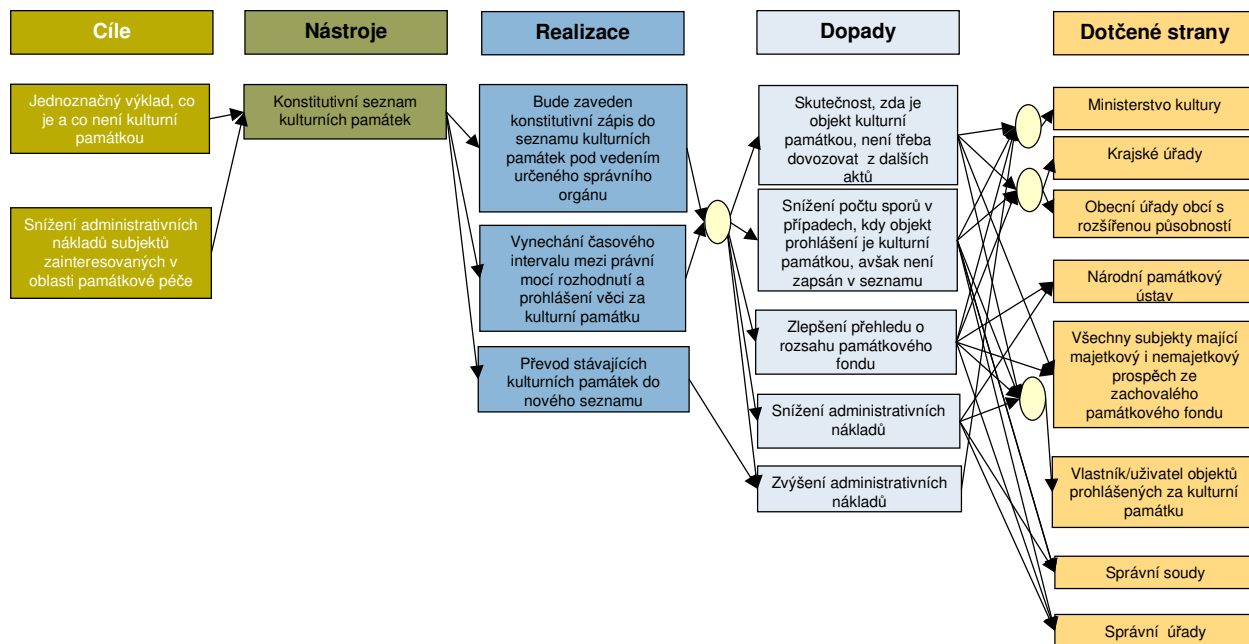 Cíle
Nástroje
Realizace
Dopady
Dotčené strany
Jednoznačný výklad, co
je a co není kulturní
památkou
Snížení administrativních
nákladů subjektů
zainteresovaných v
oblasti památkové péče
Konstitutivní seznam
kulturních památek
Bude zaveden
konstitutivní zápis do
seznamu kulturních
památek pod vedením
určeného správního
orgánu
Vynechání časového
intervalu mezi právní
mocí rozhodnutí a
prohlášení věci za
kulturní památku
Převod stávajících
kulturních památek do
nového seznamu
Skutečnost, zda je
objekt kulturní
památkou, není třeba
dovozovat z dalších
aktů
Snížení počtu sporů v
případech, kdy objekt
prohlášení je kulturní
památkou, avšak není
zapsán v seznamu
Zlepšení přehledu o
rozsahu památkového
fondu
Snížení administrativních
nákladů
Zvýšení administrativních
nákladů
Ministerstvo kultury
Krajské úřady
Obecní úřady obcí s
rozšířenou působností
Národní památkový
ústav
Všechny subjekty mající
majetkový i nemajetkový
prospěch ze
zachovalého
památkového fondu
Vlastník/uživatel objektů
prohlášených za kulturní
památku
Správní soudy
Správní úřady